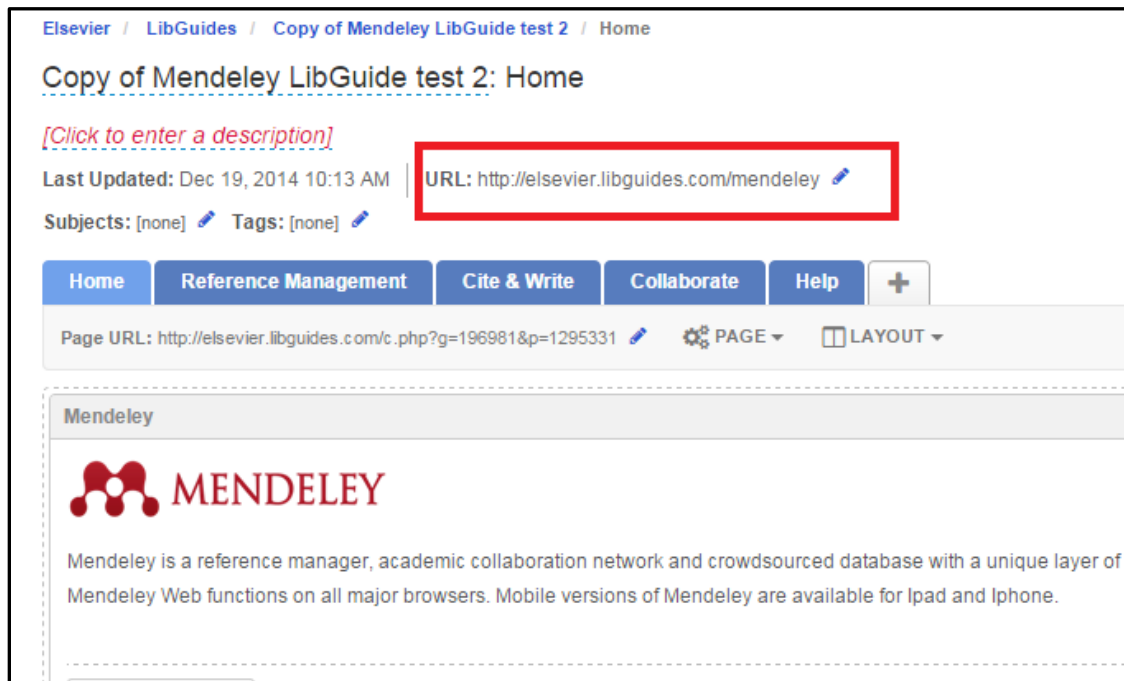 Elsevier / LibGuides / Copy of Mendeley LibGuide test 2 / Home
Copy of Mendeley LibGuide test 2: Home
[Click to enter a description]
Last Updated: Dec 19, 2014 10:13 AM URL: http://elsevier.libguides.com/mendeley
Subjects: [none] Tags: [none]
Home Reference Management Cite & Write Collaborate Help +
Page URL: http://elsevier.libguides.com/c.php?g=196981&p=1295331 PAGE LAYOUT
Mendeley
MENDELEY
Mendeley is a reference manager, academic collaboration network and crowdsourced database with a unique layer of
Mendeley Web functions on all major browsers. Mobile versions of Mendeley are available for Ipad and Iphone.